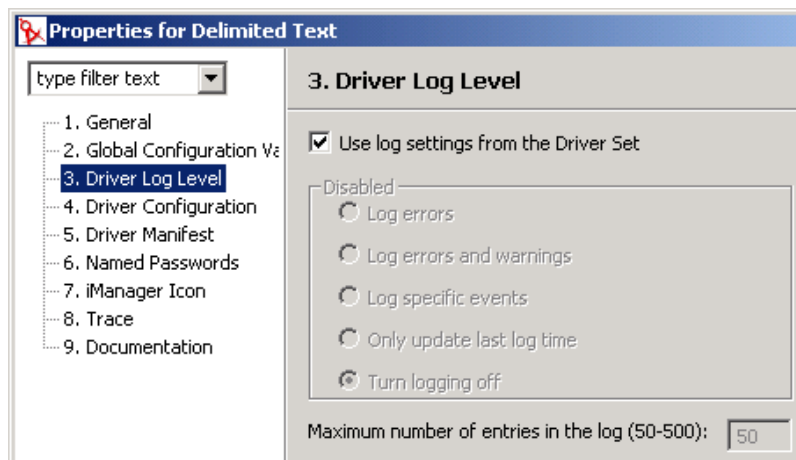 Properties for Delimited Text
type filter text
1. General
2. Global Configuration Va
3. Driver Log Level
4. Driver Configuration
5. Driver Manifest
6. Named Passwords
7. iManager Icon
8. Trace
9. Documentation
3. Driver Log Level
Use log settings from the Driver Set
Disabled
Log errors
Log errors and warnings
Log specific events
Only update last log time
Turn logging off
Maximum number of entries in the log (50-500): 50